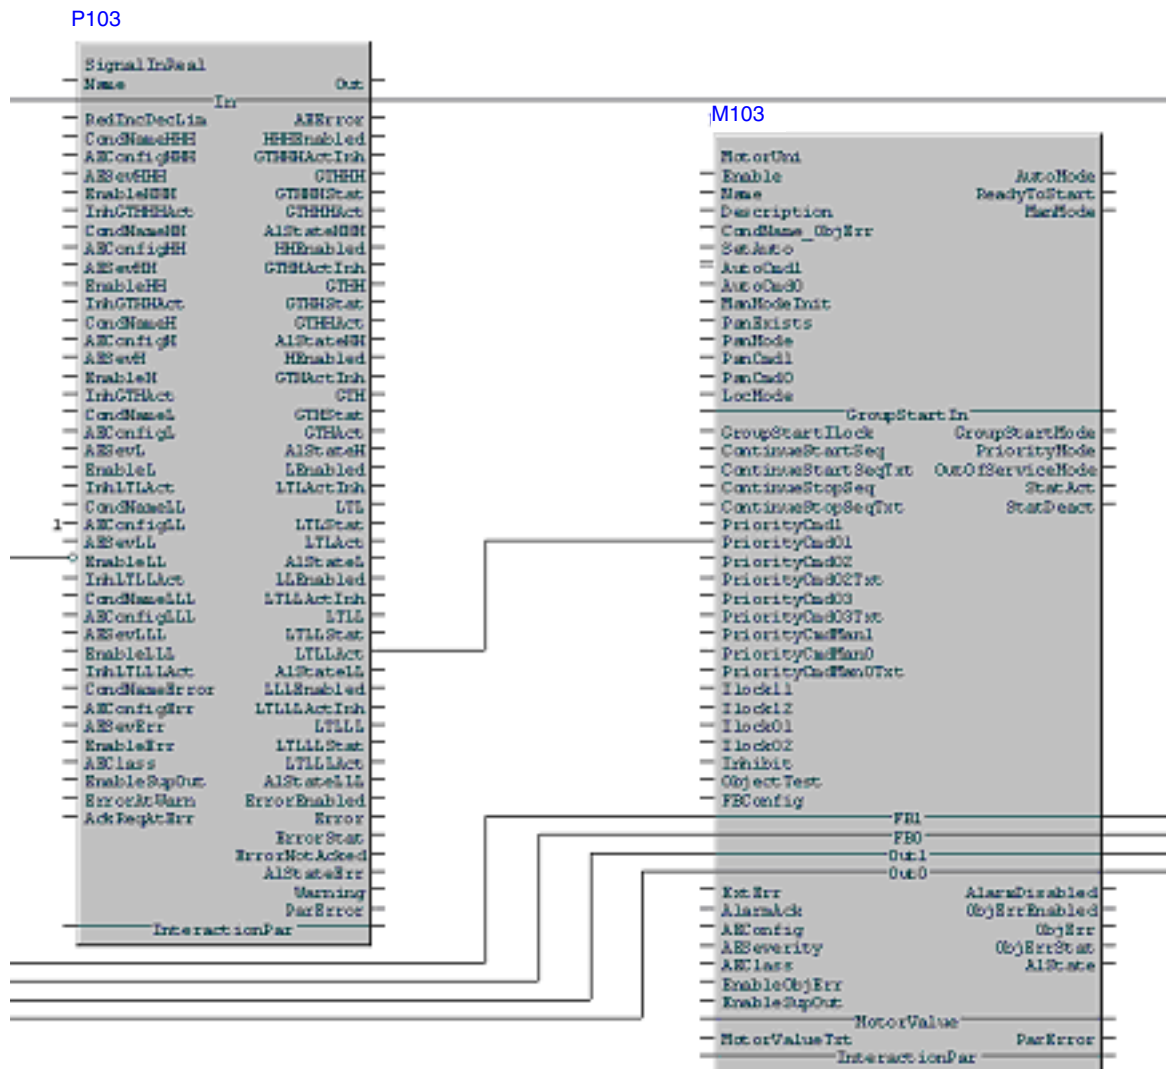 P103
SignalInReal
Name Out
In
RedIncDecLim AEError
CondNameHHH HHHEnabled
AEConfigHHH GTHHHActInh
AESevHHH GTHHH
EnableHHH GTHHHStat
InhGTHHHAct GTHHHAct
CondNameHH AlStateHHH
AEConfigHH HHEnabled
AESevHH GTHHActInh
EnableHH GTHH
InhGTHHAct GTHHStat
CondNameH GTHHAct
AEConfigH AlStateHH
AESevH HEnabled
EnableH GTHActInh
InhGTHAct GTH
CondNameL GTHStat
AEConfigL GTHAct
AESevL AlStateH
EnableL LEnabled
InhLTLAct LTLActInh
CondNameLL LTL
1 AEConfigLL LTLStat
AESevLL LTLAct
EnableLL AlStateL
InhLTLLAct LLEnabled
CondNameLLL LTLLActInh
AEConfigLLL LTLL
AESevLLL LTLLStat
EnableLLL LTLLAct
InhLTLLLAct AlStateLL
CondNameError LLLEnabled
AEConfigErr LTLLLActInh
AESevErr LTLLL
EnableErr LTLLLStat
AEClass LTLLLAct
EnableSupOut AlStateLLL
ErrorAtWarn ErrorEnabled
AckReqAtErr Error
ErrorStat
ErrorNotAcked
AlStateErr
Warning
ParError
InteractionPar
M103
MotorUni
Enable AutoMode
Name ReadyToStart
Description ManMode
CondName_ObjErr
SetAuto
AutoCmd1
AutoCmd0
ManModeInit
PanExists
PanMode
PanCmd1
PanCmd0
LocMode
GroupStartIn
GroupStartILock GroupStartMode
ContinueStartSeq PriorityMode
ContinueStartSeqTxt OutOfServiceMode
ContinueStopSeq StatAct
ContinueStopSeqTxt StatDeact
PriorityCmd1
PriorityCmd01
PriorityCmd02
PriorityCmd02Txt
PriorityCmd03
PriorityCmd03Txt
PriorityCmdMan1
PriorityCmdMan0
PriorityCmdMan0Txt
Ilock11
Ilock12
Ilock01
Ilock02
Inhibit
ObjectTest
FBConfig
FB1
FB0
Out1
Out0
ExtErr AlarmDisabled
AlarmAck ObjErrEnabled
AEConfig ObjErr
AESeverity ObjErrStat
AEClass AlState
EnableObjErr
EnableSupOut
MotorValue
MotorValueTxt ParError
InteractionPar